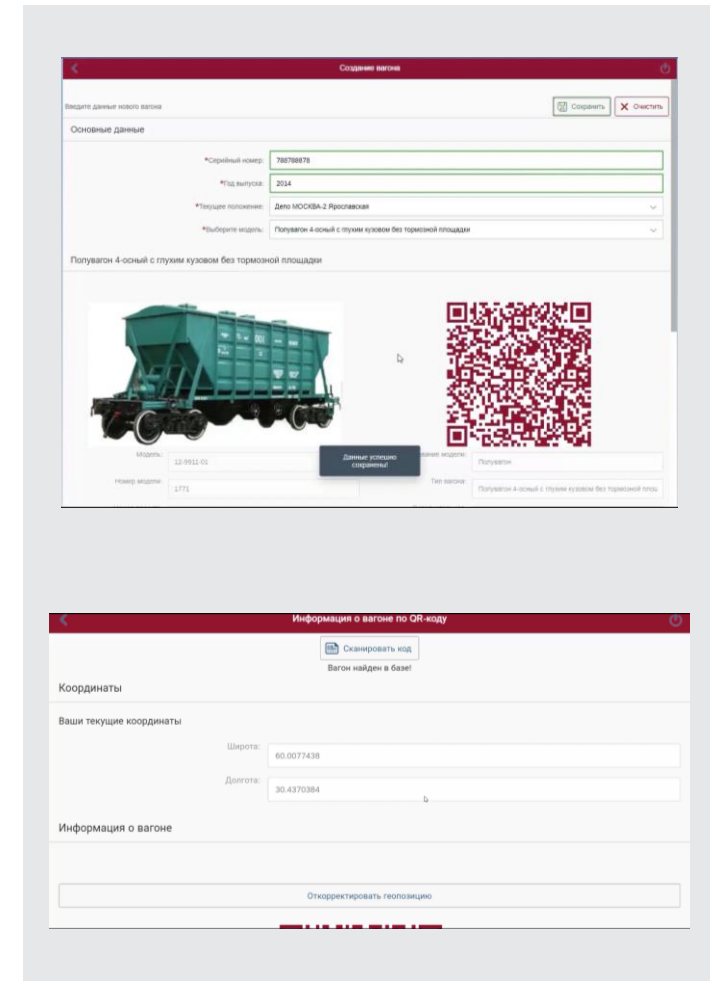 Создание вагона
Введите данные нового вагона
Сохранить
Очистить
Основные данные
*Серийный номер: 788788878
*Год выпуска: 2014
*Текущее положение: Депо МОСКВА-2 Ярославская
*Выберите модель: Полувагон 4-осный с глухим кузовом без тормозной площадки
Полувагон 4-осный с глухим кузовом без тормозной площадки
001
Модель: 12-9911-01
Данные успешно
сохранены!
модели: Полувагон
Номер модели: 1771
Тип вагона: Полувагон 4-осный с глухим кузовом без тормозной площ
Информация о вагоне по QR-коду
Сканировать код
Вагон найден в базе!
Координаты
Ваши текущие координаты
Широта: 60.0077438
Долгота: 30.4370384
Информация о вагоне
Откорректировать геопозицию